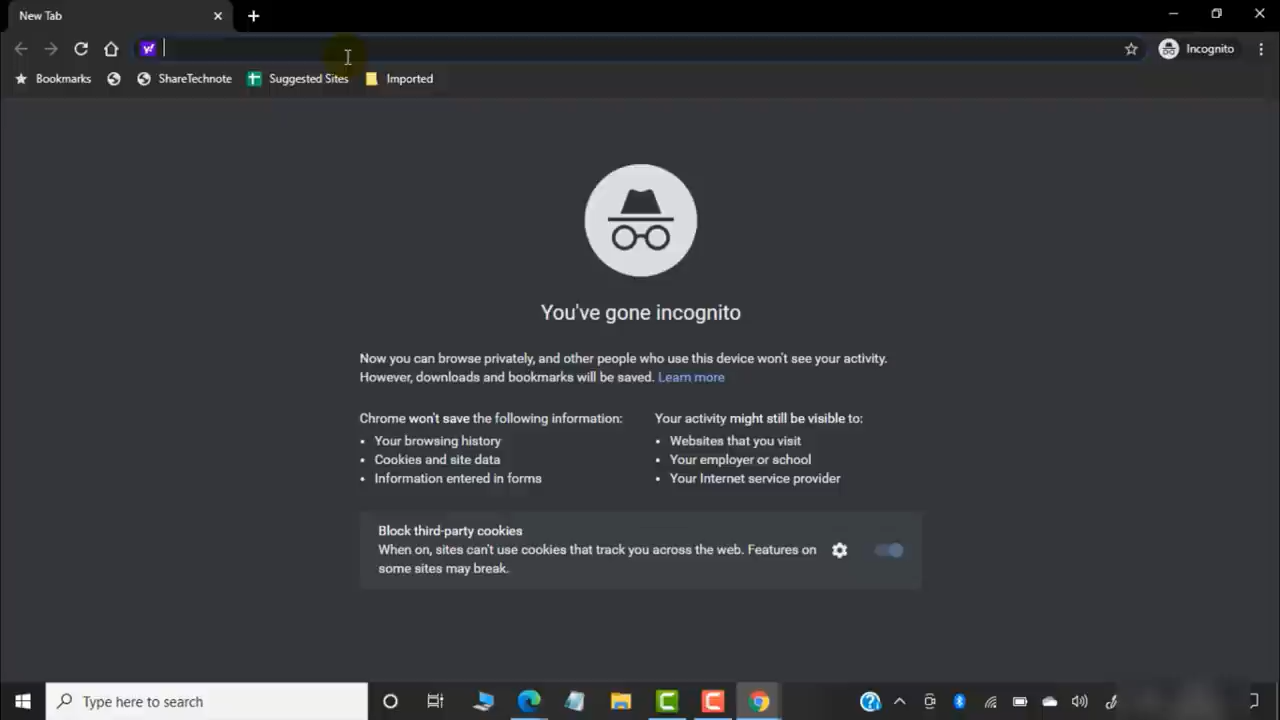 New Tab
y!
Incognito
Bookmarks
ShareTechnote
Suggested Sites
Imported
You've gone incognito
Now you can browse privately, and other people who use this device won't see your activity.
However, downloads and bookmarks will be saved. Learn more
Chrome won't save the following information:
• Your browsing history
• Cookies and site data
• Information entered in forms
Your activity might still be visible to:
• Websites that you visit
• Your employer or school
• Your Internet service provider
Block third-party cookies
When on, sites can't use cookies that track you across the web. Features on
some sites may break.
Type here to search